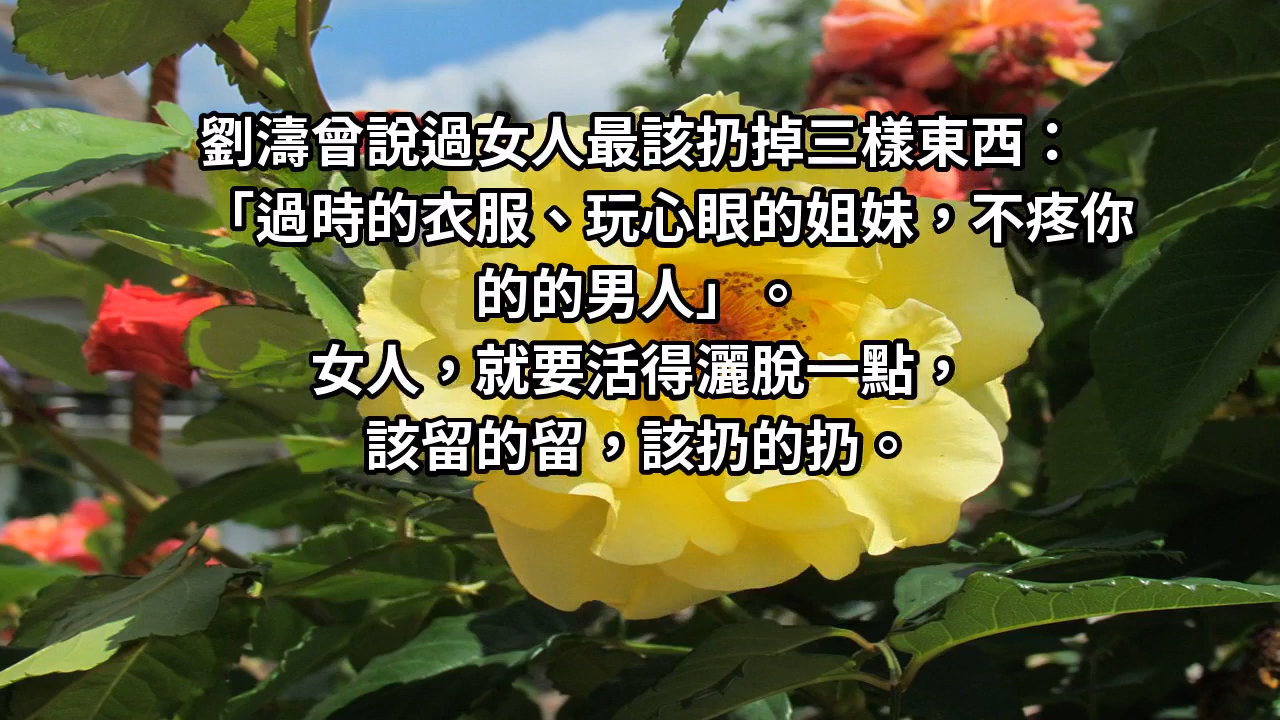 劉濤曾說過女人最該扔掉三樣東西：
「過時的衣服、玩心眼的姐妹，不疼你
的的男人」。
女人，就要活得灑脫一點，
該留的留，該扔的扔。